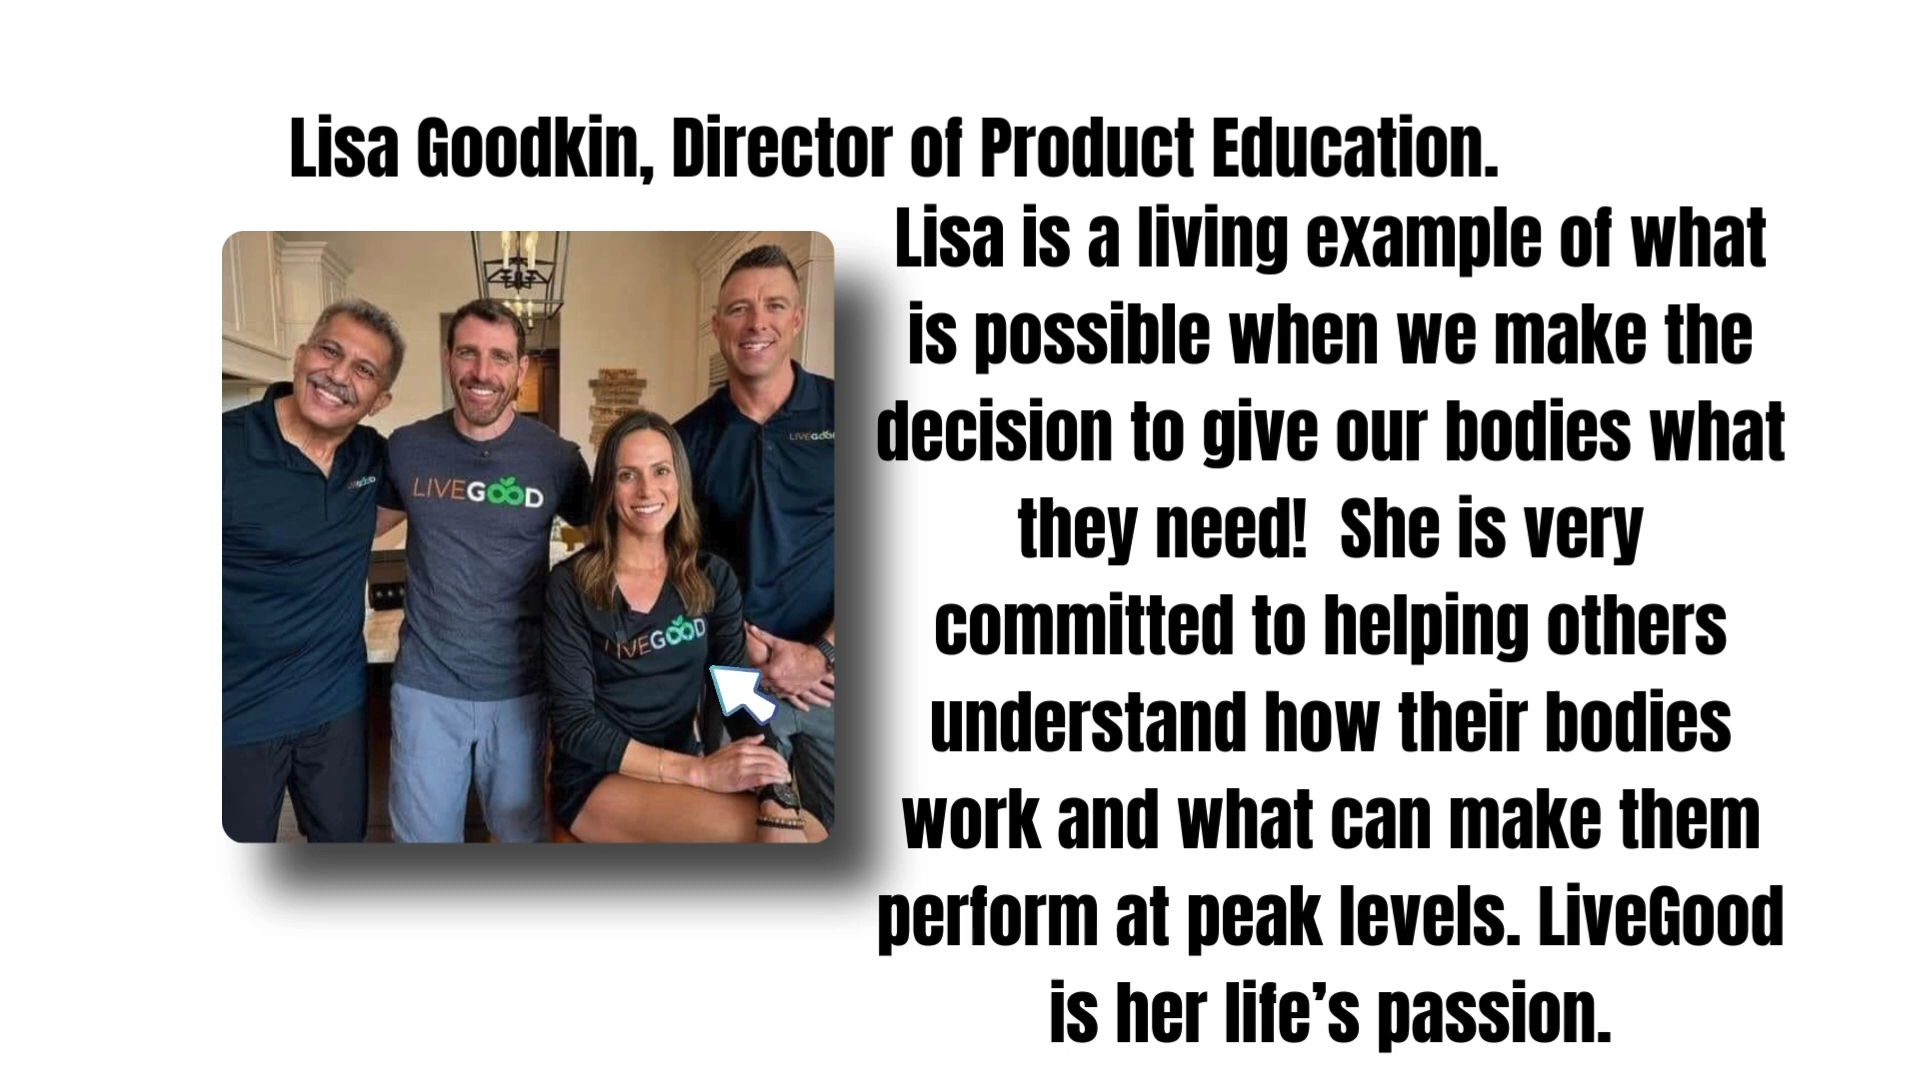 Lisa Goodkin, Director of Product Education.
Lisa is a living example of what
is possible when we make the
decision to give our bodies what
they need!  She is very
committed to helping others
understand how their bodies
work and what can make them
perform at peak levels. LiveGood
is her life’s passion.
LIVEGOOD
LIVEGOOD
LIVEGOOD